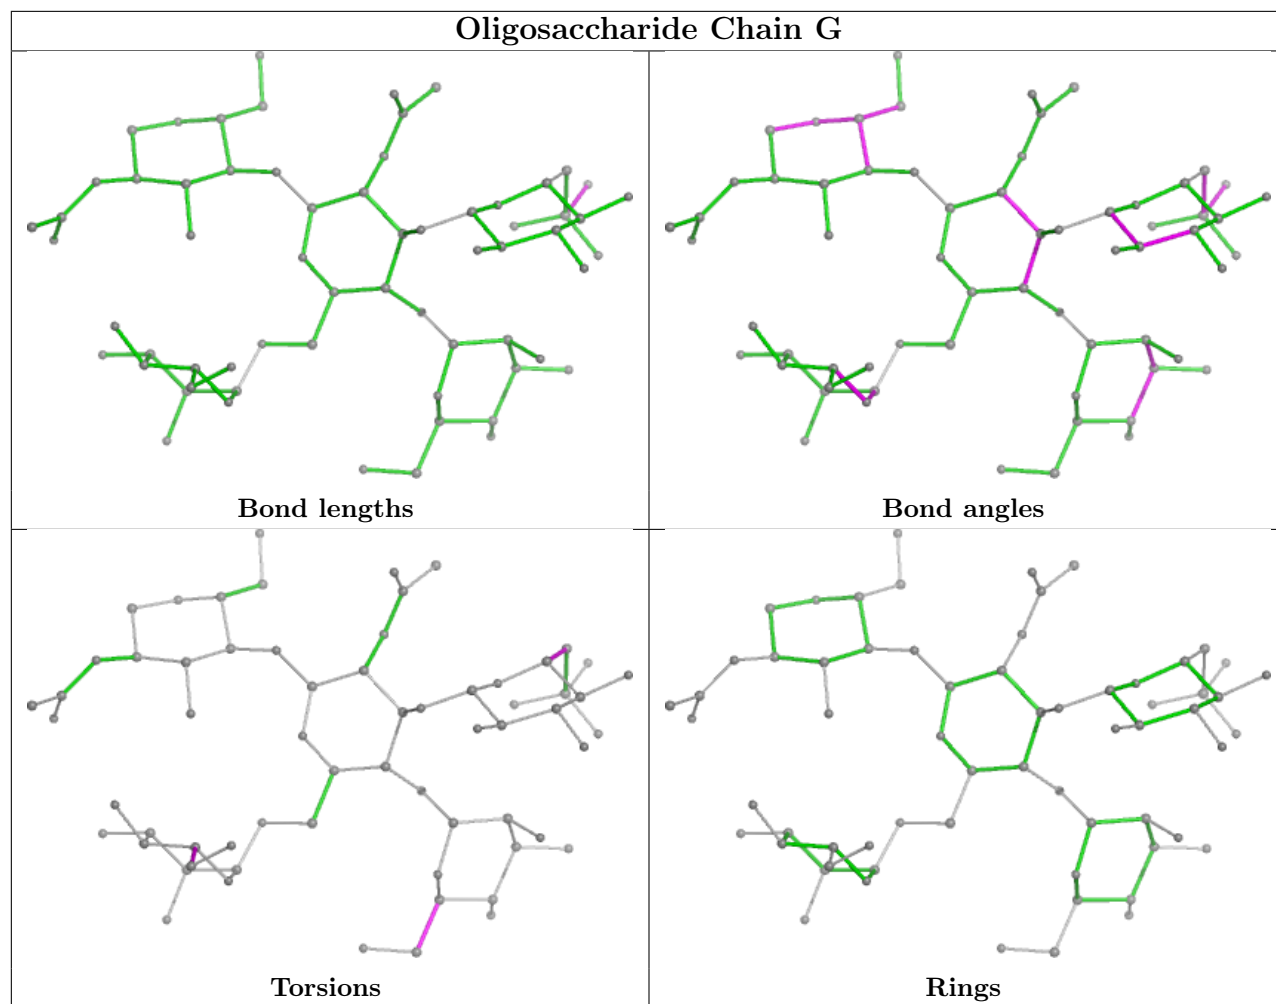 Oligosaccharide Chain G
Bond lengths
Bond angles
Torsions
Rings